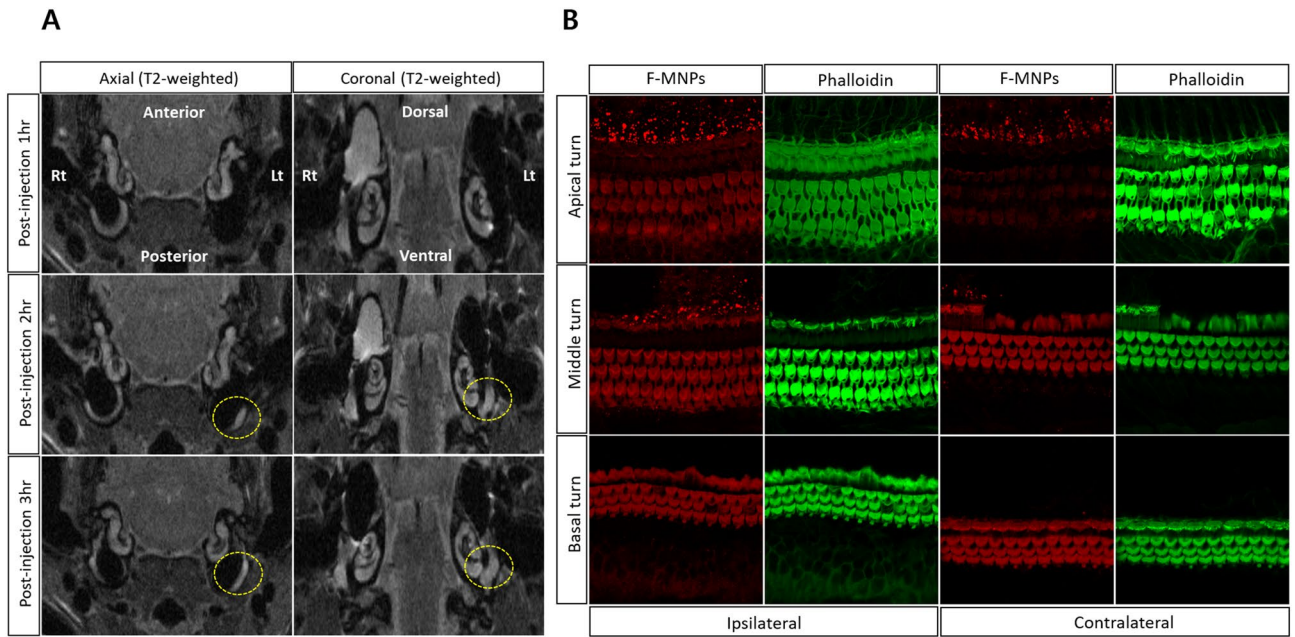 A
Axial (T2-weighted)
Coronal (T2-weighted)
Post-injection 1hr
Anterior
Rt
Lt
Posterior
Dorsal
Rt
Lt
Ventral
Post-injection 2hr
Post-injection 3hr
B
F-MNPs
Phalloidin
F-MNPs
Phalloidin
Apical turn
Middle turn
Basal turn
Ipsilateral
Contralateral